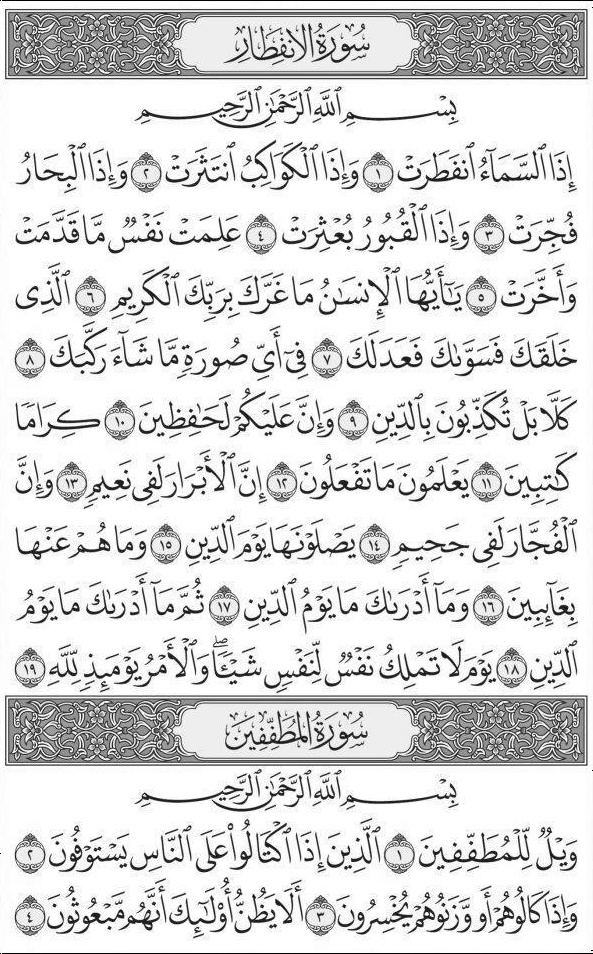 سُورَةُ الِانفِطَارِ
بِسْمِ ٱللَّهِ ٱلرَّحْمَٰنِ ٱلرَّحِيمِ
إِذَا ٱلسَّمَآءُ ٱنفَطَرَتْ ١ وَإِذَا ٱلْكَوَاكِبُ ٱنتَثَرَتْ ٢ وَإِذَا ٱلْبِحَارُ
فُجِّرَتْ ٣ وَإِذَا ٱلْقُبُورُ بُعْثِرَتْ ٤ عَلِمَتْ نَفْسٌ مَّا قَدَّمَتْ
وَأَخَّرَتْ ٥ يَٰٓأَيُّهَا ٱلْإِنسَٰنُ مَا غَرَّكَ بِرَبِّكَ ٱلْكَرِيمِ ٦ ٱلَّذِى
خَلَقَكَ فَسَوَّىٰكَ فَعَدَلَكَ ٧ فِىٓ أَىِّ صُورَةٍ مَّا شَآءَ رَكَّبَكَ ٨
كَلَّا بَلْ تُكَذِّبُونَ بِٱلدِّينِ ٩ وَإِنَّ عَلَيْكُمْ لَحَٰفِظِينَ ١٠ كِرَامًا
كَٰتِبِينَ ١١ يَعْلَمُونَ مَا تَفْعَلُونَ ١٢ إِنَّ ٱلْأَبْرَارَ لَفِى نَعِيمٍ ١٣ وَإِنَّ
ٱلْفُجَّارَ لَفِى جَحِيمٍ ١٤ يَصْلَوْنَهَا يَوْمَ ٱلدِّينِ ١٥ وَمَا هُمْ عَنْهَا
بِغَآئِبِينَ ١٦ وَمَآ أَدْرَىٰكَ مَا يَوْمُ ٱلدِّينِ ١٧ ثُمَّ مَآ أَدْرَىٰكَ مَا يَوْمُ
ٱلدِّينِ ١٨ يَوْمَ لَا تَمْلِكُ نَفْسٌ لِّنَفْسٍ شَيْـًٔا ۖ وَٱلْأَمْرُ يَوْمَئِذٍ لِّلَّهِ ١٩
سُورَةُ المُطَفِّفِينَ
بِسْمِ ٱللَّهِ ٱلرَّحْمَٰنِ ٱلرَّحِيمِ
وَيْلٌ لِّلْمُطَفِّفِينَ ١ ٱلَّذِينَ إِذَا ٱكْتَالُوا۟ عَلَى ٱلنَّاسِ يَسْتَوْفُونَ ٢
وَإِذَا كَالُوهُمْ أَو وَّزَنُوهُمْ يُخْسِرُونَ ٣ أَلَا يَظُنُّ أُو۟لَٰٓئِكَ أَنَّهُم مَّبْعُوثُونَ ٤